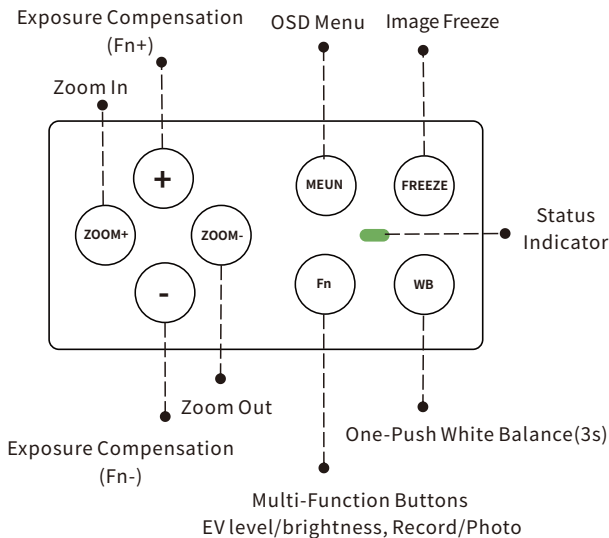 Exposure Compensation
(Fn+)
OSD Menu
Image Freeze
Zoom In
+
MEUN
FREEZE
ZOOM+
ZOOM-
Status
Indicator
-
Fn
WB
Zoom Out
One-Push White Balance(3s)
Exposure Compensation
(Fn-)
Multi-Function Buttons
EV level/brightness, Record/Photo